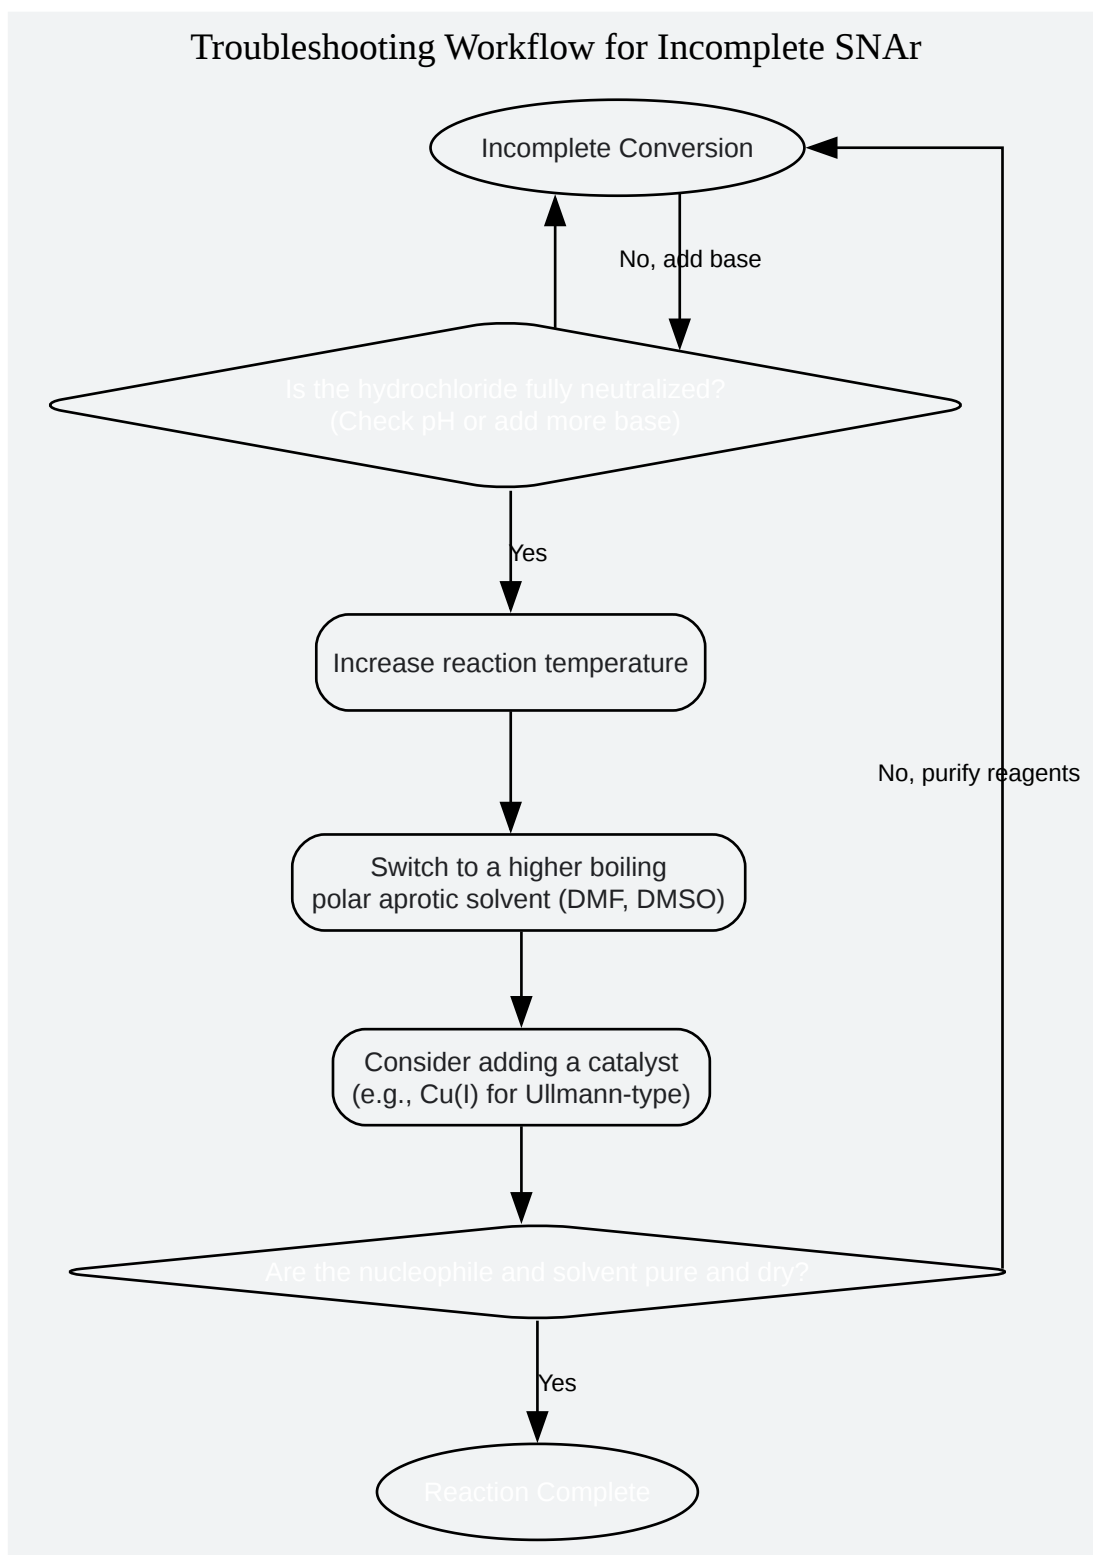 Troubleshooting Workflow for Incomplete SNAr
Incomplete Conversion
No, add base
Is the hydrochloride fully neutralized?
(Check pH or add more base)
Yes
Increase reaction temperature
No, purify reagents
Switch to a higher boiling
polar aprotic solvent (DMF, DMSO)
Consider adding a catalyst
(e.g., Cu(I) for Ullmann-type)
Are the nucleophile and solvent pure and dry?
Yes
Reaction Complete